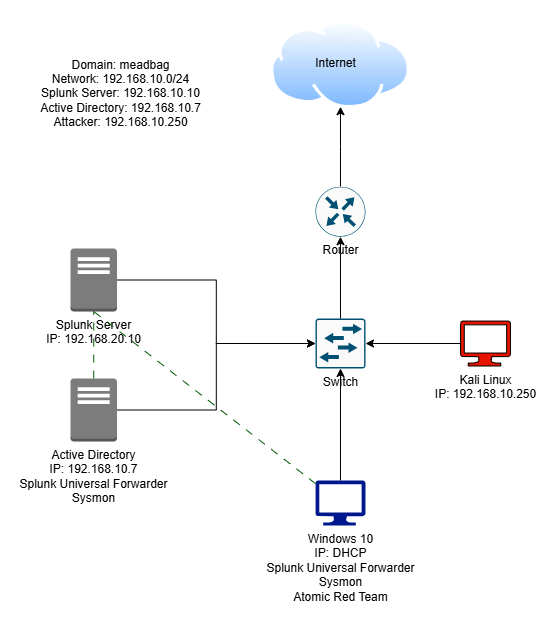 Domain: meadbag
Network: 192.168.10.0/24
Splunk Server: 192.168.10.10
Active Directory: 192.168.10.7
Attacker: 192.168.10.250
Internet
Router
Splunk Server
IP: 192.168.20.10
Switch
Kali Linux
IP: 192.168.10.250
Active Directory
IP: 192.168.10.7
Splunk Universal Forwarder
Sysmon
Windows 10
IP: DHCP
Splunk Universal Forwarder
Sysmon
Atomic Red Team